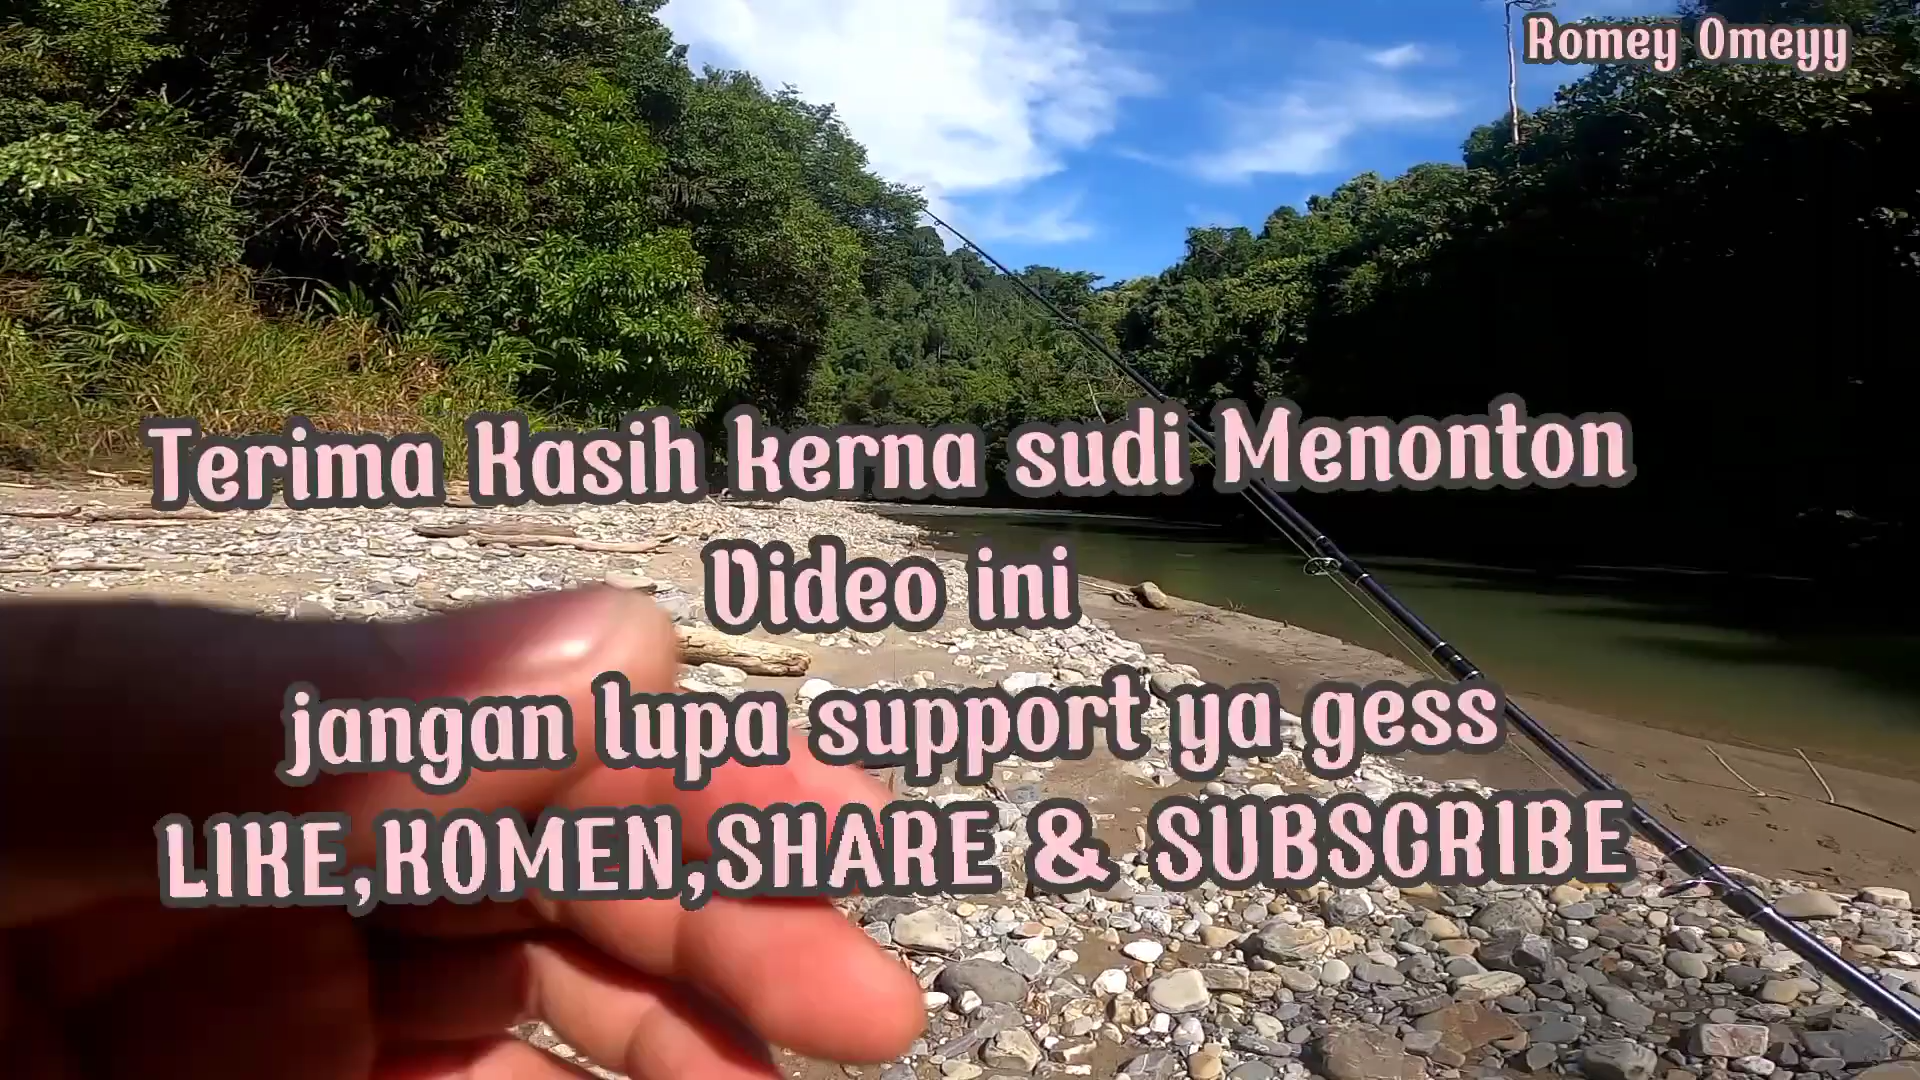 Romey Omeyy
Terima Kasih kerna sudi Menonton
Video ini
jangan lupa support ya gess
LIKE,KOMEN,SHARE & SUBSCRIBE